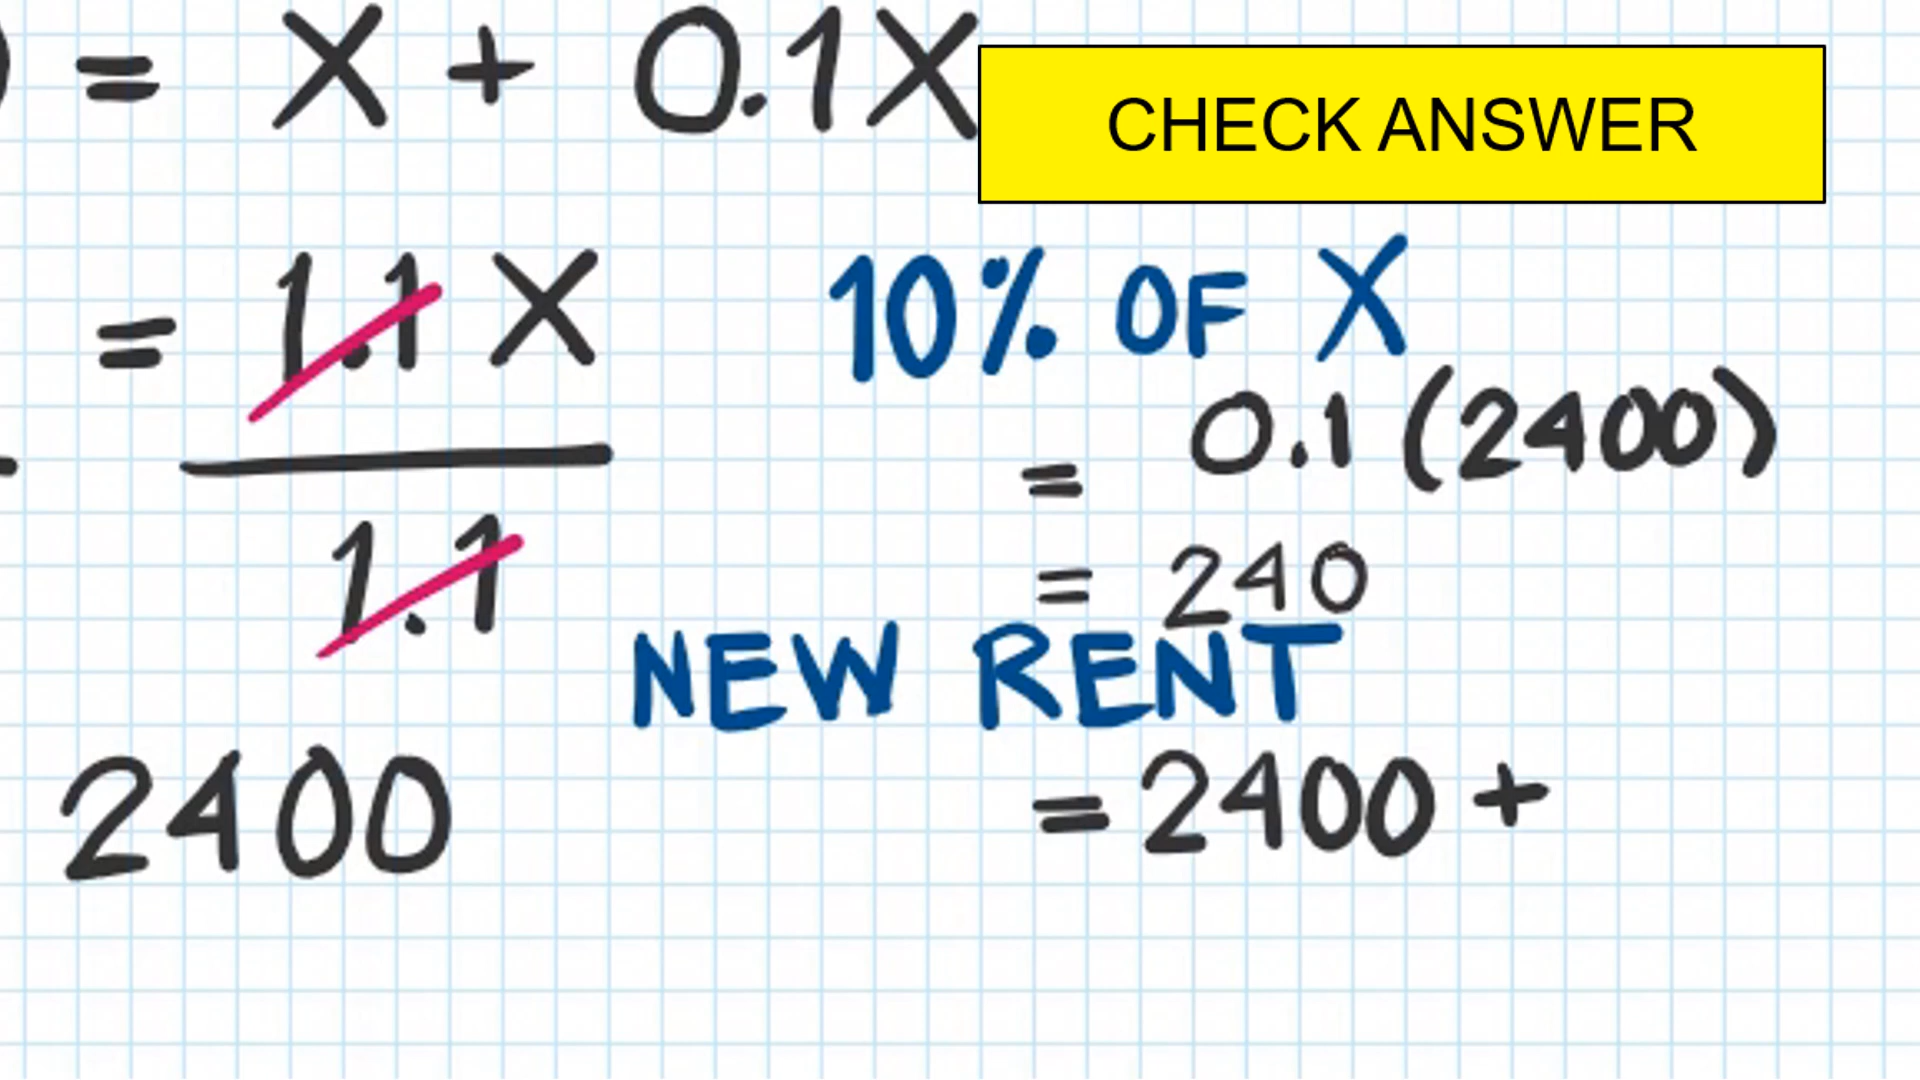 ) = X + 0.1X
CHECK ANSWER
= 1.1 X
1.1
2400
10% OF X
= 0.1 (2400)
= 240
NEW RENT
= 2400 +